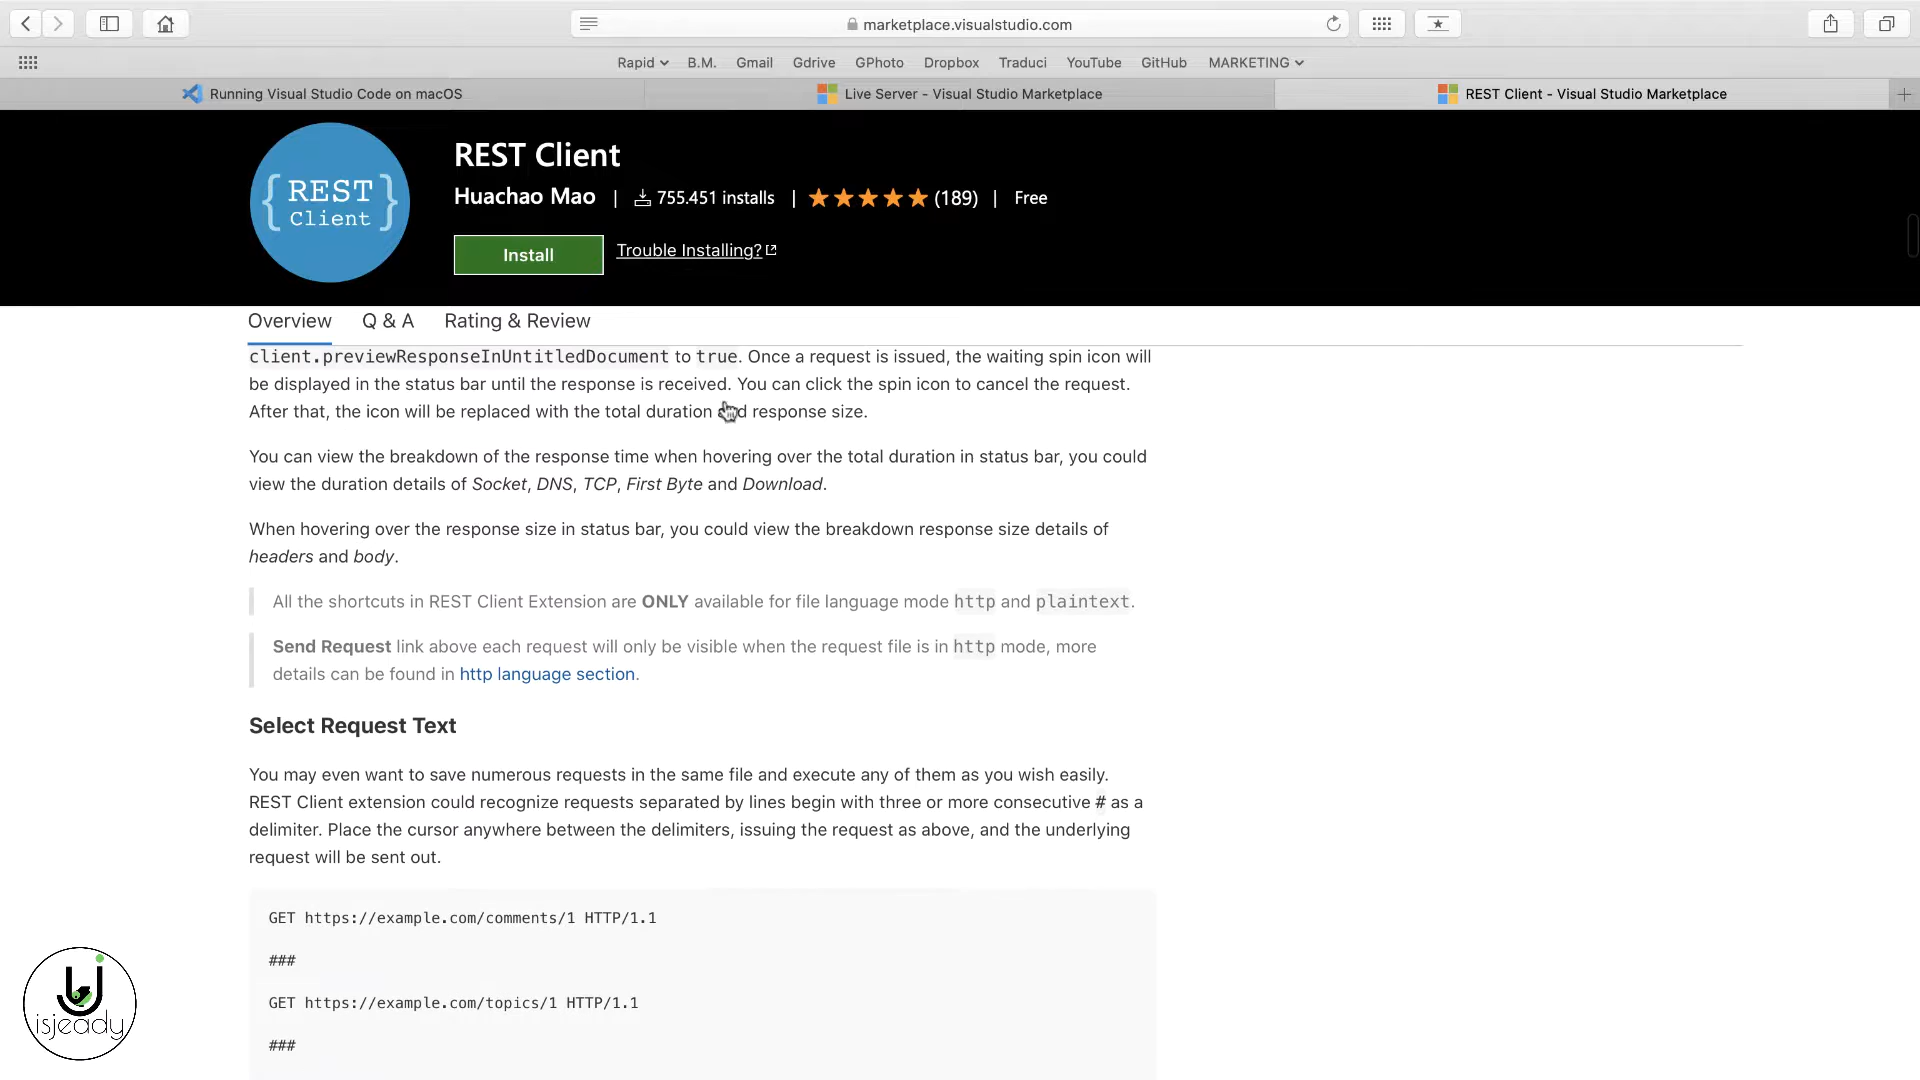 marketplace.visualstudio.com
Rapid B.M. Gmail Gdrive GPhoto Dropbox Traduci YouTube GitHub MARKETING
Running Visual Studio Code on macOS Live Server - Visual Studio Marketplace REST Client - Visual Studio Marketplace
{ REST Client }
REST Client
Huachao Mao | 755.451 installs | ★★★★★ (189) | Free
Install Trouble Installing?
Overview Q & A Rating & Review
client.previewResponseInUntitledDocument to true. Once a request is issued, the waiting spin icon will
be displayed in the status bar until the response is received. You can click the spin icon to cancel the request.
After that, the icon will be replaced with the total duration and response size.
You can view the breakdown of the response time when hovering over the total duration in status bar, you could
view the duration details of Socket, DNS, TCP, First Byte and Download.
When hovering over the response size in status bar, you could view the breakdown response size details of
headers and body.
All the shortcuts in REST Client Extension are ONLY available for file language mode http and plaintext.
Send Request link above each request will only be visible when the request file is in http mode, more
details can be found in http language section.
Select Request Text
You may even want to save numerous requests in the same file and execute any of them as you wish easily.
REST Client extension could recognize requests separated by lines begin with three or more consecutive # as a
delimiter. Place the cursor anywhere between the delimiters, issuing the request as above, and the underlying
request will be sent out.
GET https://example.com/comments/1 HTTP/1.1
###
GET https://example.com/topics/1 HTTP/1.1
###
isjeady